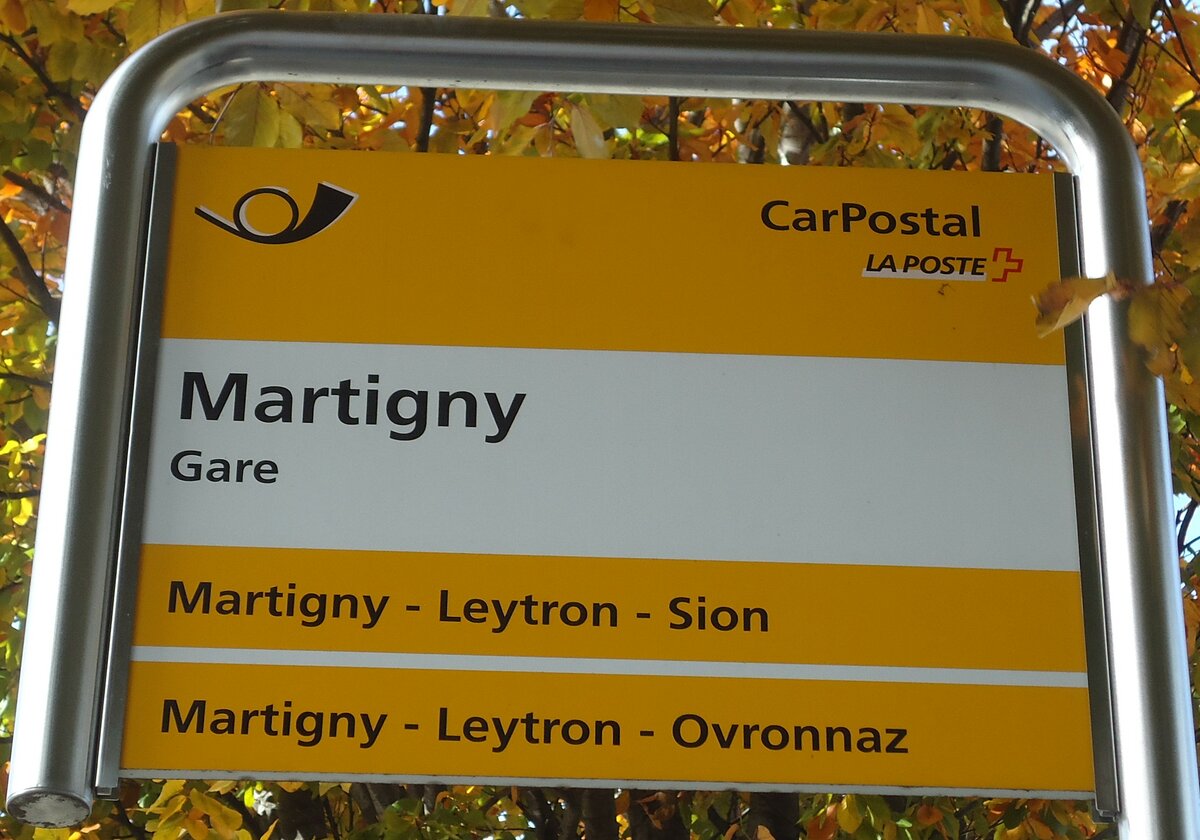 CarPostal
LA POSTE
Martigny
Gare
Martigny - Leytron - Sion
Martigny - Leytron - Ovronnaz